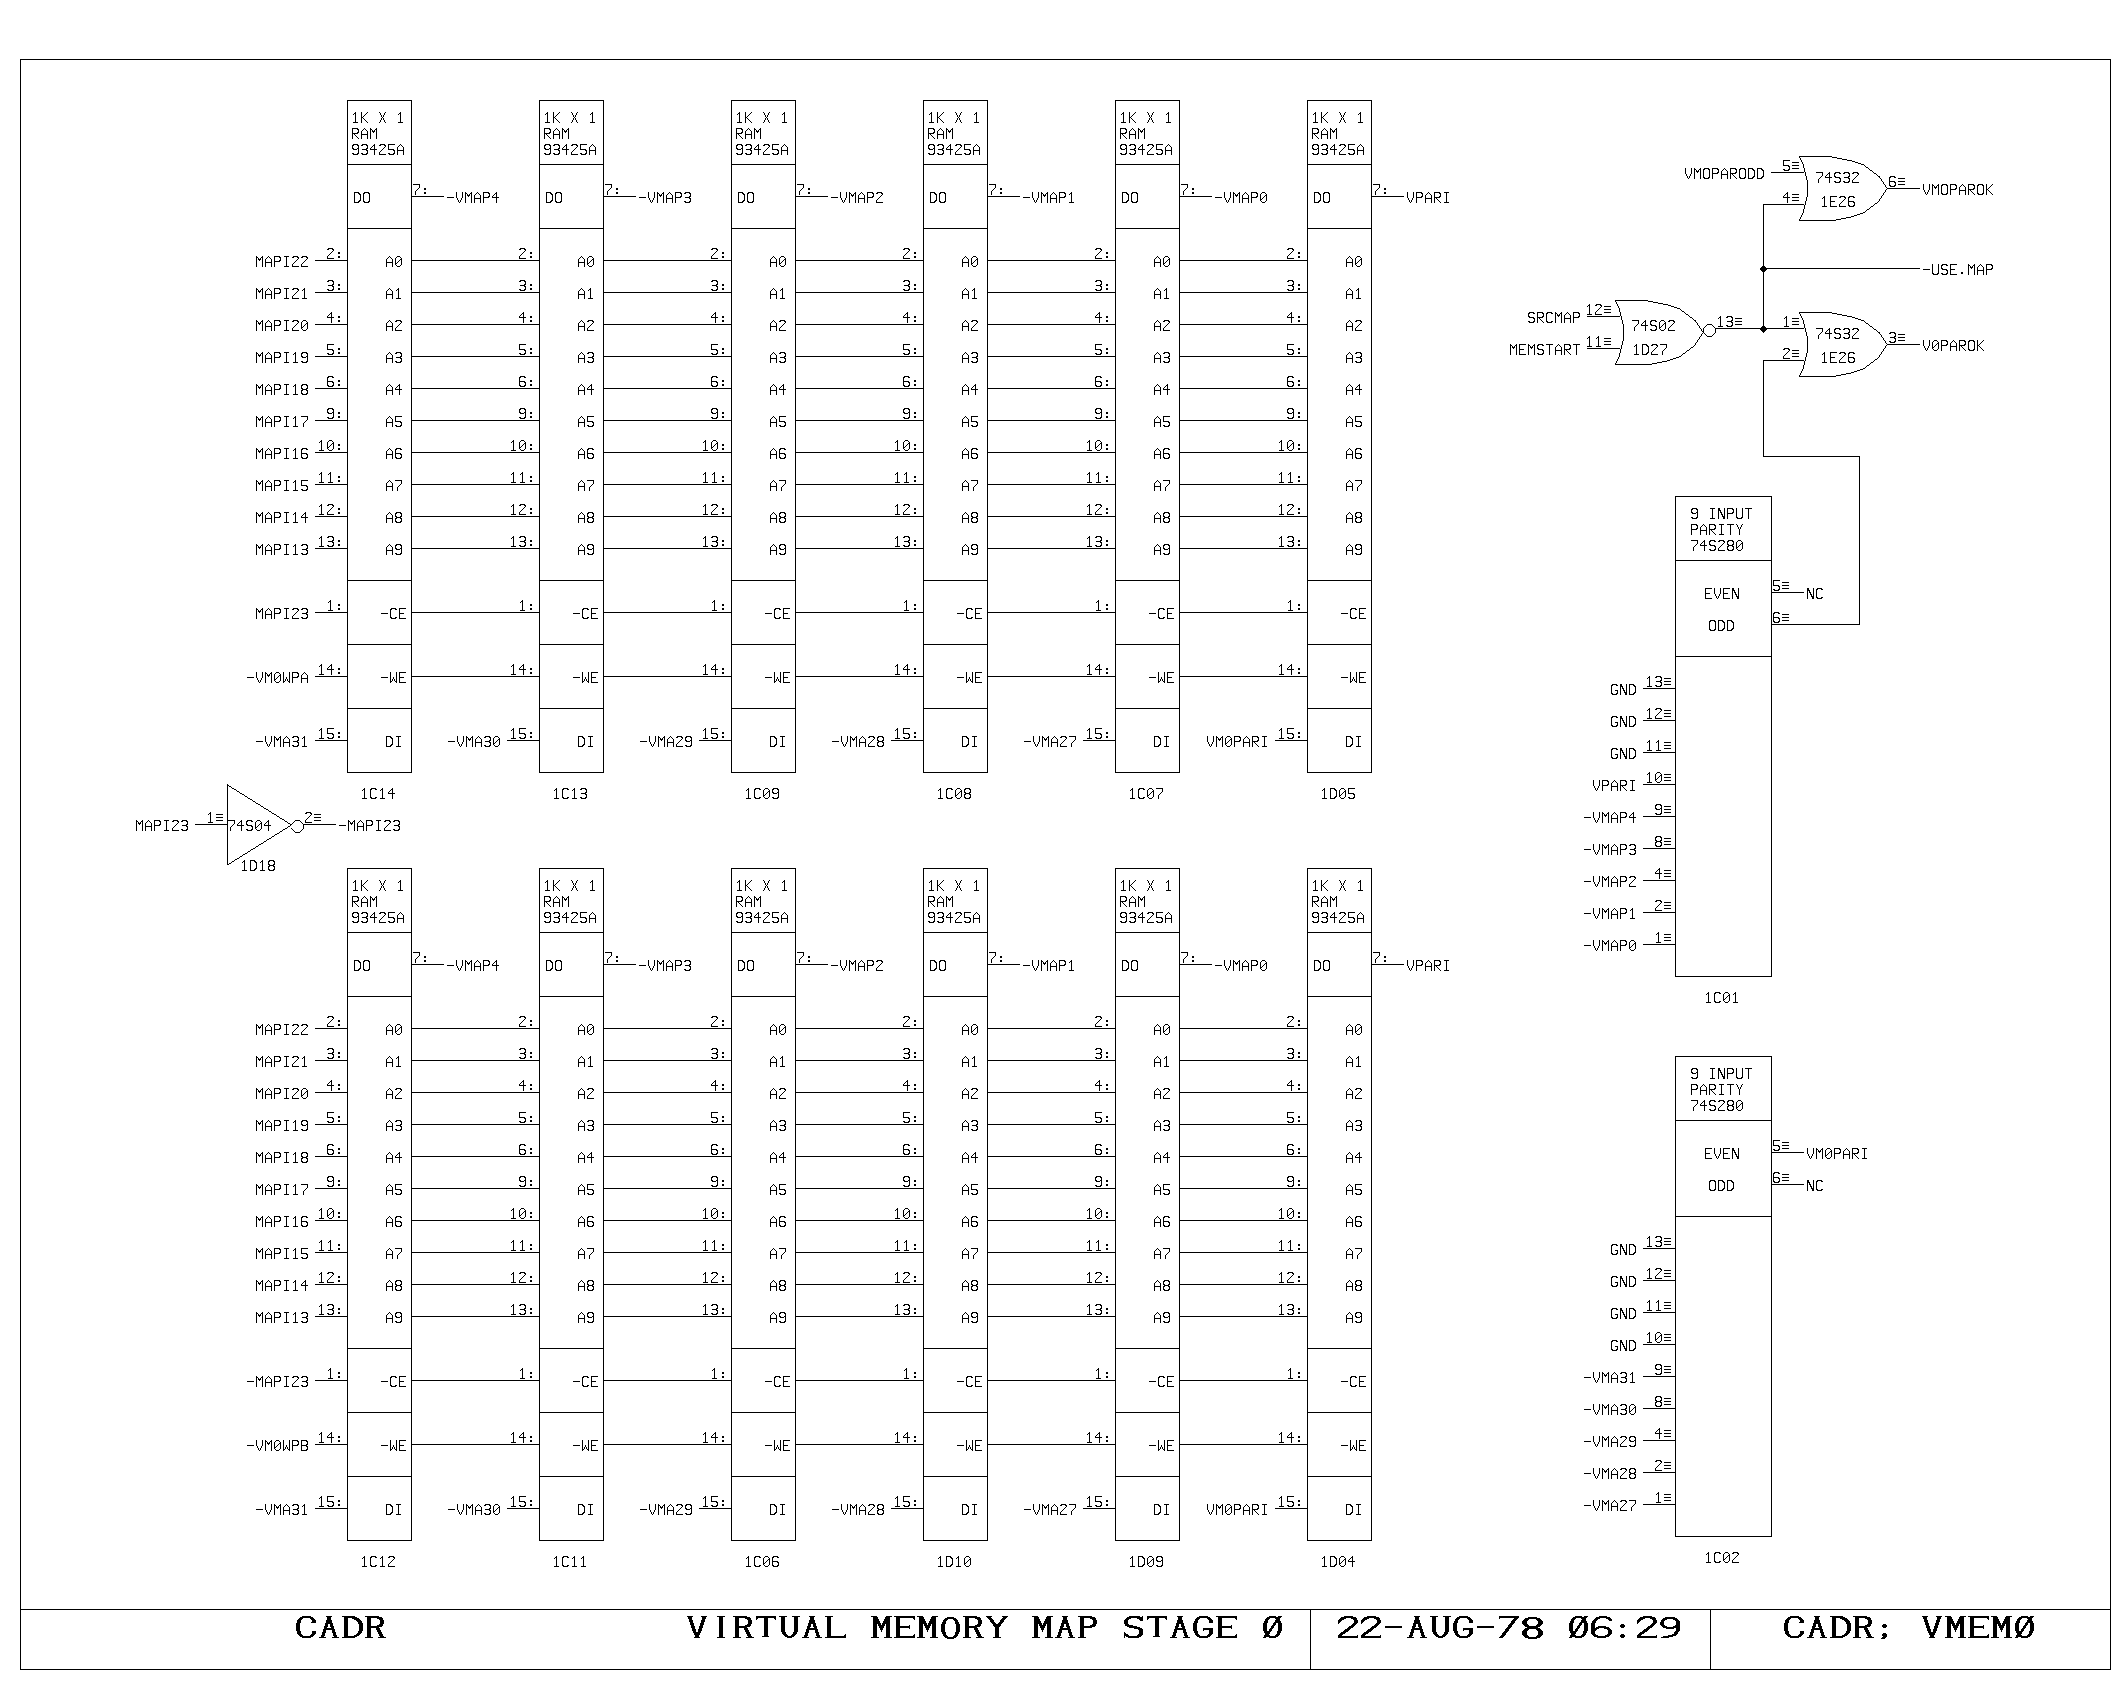 1K X 1 1K X 1 1K X 1 1K X 1 1K X 1 1K X 1
RAM RAM RAM RAM RAM RAM
93425A 93425A 93425A 93425A 93425A 93425A
DO 7: -VMAP4 DO 7: -VMAP3 DO 7: -VMAP2 DO 7: -VMAP1 DO 7: -VMAP0 DO 7: VPARI
MAPI22 2: A0 2: A0 2: A0 2: A0 2: A0 2: A0
MAPI21 3: A1 3: A1 3: A1 3: A1 3: A1 3: A1
MAPI20 4: A2 4: A2 4: A2 4: A2 4: A2 4: A2
MAPI19 5: A3 5: A3 5: A3 5: A3 5: A3 5: A3
MAPI18 6: A4 6: A4 6: A4 6: A4 6: A4 6: A4
MAPI17 9: A5 9: A5 9: A5 9: A5 9: A5 9: A5
MAPI16 10: A6 10: A6 10: A6 10: A6 10: A6 10: A6
MAPI15 11: A7 11: A7 11: A7 11: A7 11: A7 11: A7
MAPI14 12: A8 12: A8 12: A8 12: A8 12: A8 12: A8
MAPI13 13: A9 13: A9 13: A9 13: A9 13: A9 13: A9
MAPI23 1: -CE 1: -CE 1: -CE 1: -CE 1: -CE 1: -CE
-VM0WPA 14: -WE 14: -WE 14: -WE 14: -WE 14: -WE 14: -WE
-VMA31 15: DI -VMA30 15: DI -VMA29 15: DI -VMA28 15: DI -VMA27 15: DI VM0PARI 15: DI
1C14 1C13 1C09 1C08 1C07 1D05
MAPI23 1≡ 74S04 2≡ -MAPI23
1D18
1K X 1 1K X 1 1K X 1 1K X 1 1K X 1 1K X 1
RAM RAM RAM RAM RAM RAM
93425A 93425A 93425A 93425A 93425A 93425A
DO 7: -VMAP4 DO 7: -VMAP3 DO 7: -VMAP2 DO 7: -VMAP1 DO 7: -VMAP0 DO 7: VPARI
MAPI22 2: A0 2: A0 2: A0 2: A0 2: A0 2: A0
MAPI21 3: A1 3: A1 3: A1 3: A1 3: A1 3: A1
MAPI20 4: A2 4: A2 4: A2 4: A2 4: A2 4: A2
MAPI19 5: A3 5: A3 5: A3 5: A3 5: A3 5: A3
MAPI18 6: A4 6: A4 6: A4 6: A4 6: A4 6: A4
MAPI17 9: A5 9: A5 9: A5 9: A5 9: A5 9: A5
MAPI16 10: A6 10: A6 10: A6 10: A6 10: A6 10: A6
MAPI15 11: A7 11: A7 11: A7 11: A7 11: A7 11: A7
MAPI14 12: A8 12: A8 12: A8 12: A8 12: A8 12: A8
MAPI13 13: A9 13: A9 13: A9 13: A9 13: A9 13: A9
-MAPI23 1: -CE 1: -CE 1: -CE 1: -CE 1: -CE 1: -CE
-VM0WPB 14: -WE 14: -WE 14: -WE 14: -WE 14: -WE 14: -WE
-VMA31 15: DI -VMA30 15: DI -VMA29 15: DI -VMA28 15: DI -VMA27 15: DI VM0PARI 15: DI
1C12 1C11 1C06 1D10 1D09 1D04
VMOPARODD 5≡ 74S32 6≡ VMOPAROK
4≡ 1E26
-USE.MAP
SRCMAP 12≡ 74S02 13≡ 1≡ 74S32 3≡ V0PAROK
MEMSTART 11≡ 1D27 2≡ 1E26
9 INPUT
PARITY
74S280
EVEN 5≡ NC
ODD 6≡
GND 13≡
GND 12≡
GND 11≡
VPARI 10≡
-VMAP4 9≡
-VMAP3 8≡
-VMAP2 4≡
-VMAP1 2≡
-VMAP0 1≡
1C01
9 INPUT
PARITY
74S280
EVEN 5≡ VM0PARI
ODD 6≡ NC
GND 13≡
GND 12≡
GND 11≡
GND 10≡
-VMA31 9≡
-VMA30 8≡
-VMA29 4≡
-VMA28 2≡
-VMA27 1≡
1C02
CADR VIRTUAL MEMORY MAP STAGE 0 22-AUG-78 06:29 CADR; VMEM0